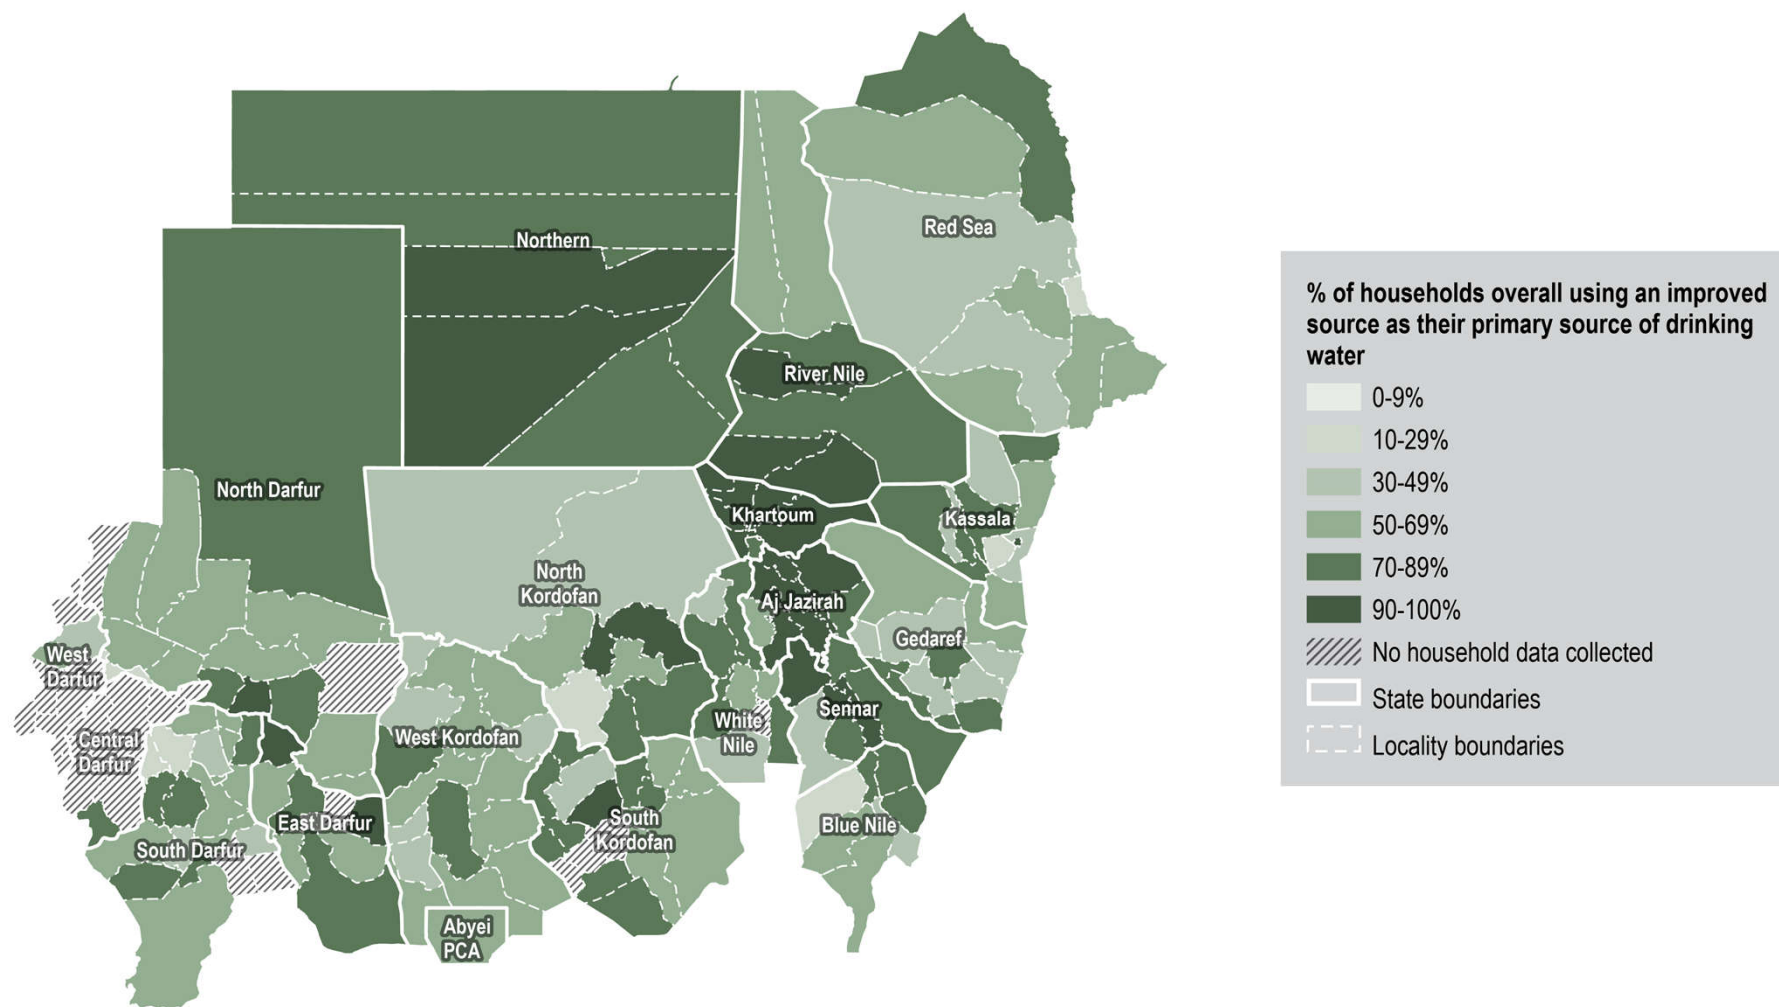 Northern
Red Sea
River Nile
North Darfur
Khartoum
Kassala
North
Kordofan
Aj Jazirah
Gedaref
West
Darfur
Central
Darfur
West Kordofan
White
Nile
Sennar
East Darfur
South
Kordofan
Blue Nile
South Darfur
Abyei
PCA
% of households overall using an improved
source as their primary source of drinking
water
0-9%
10-29%
30-49%
50-69%
70-89%
90-100%
No household data collected
State boundaries
Locality boundaries